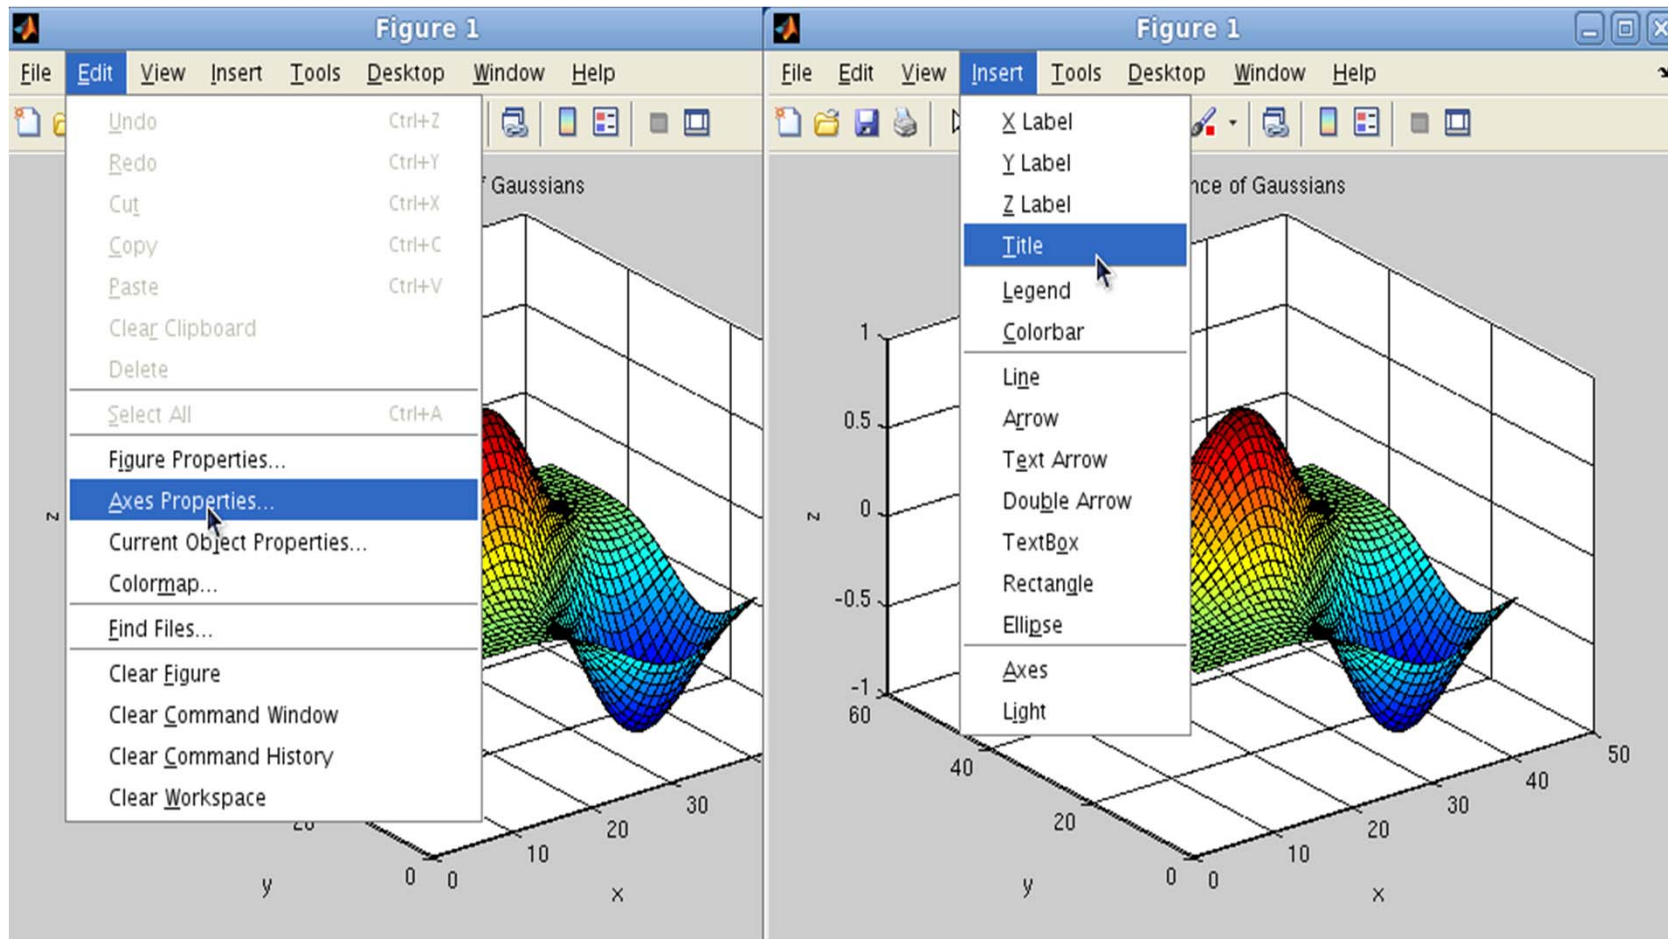 Figure 1
File Edit View Insert Tools Desktop Window Help
Undo Ctrl+Z
Redo Ctrl+Y
Cut Ctrl+X
Copy Ctrl+C
Paste Ctrl+V
Clear Clipboard
Delete
Select All Ctrl+A
Figure Properties...
Axes Properties...
Current Object Properties...
Colormap...
Find Files...
Clear Figure
Clear Command Window
Clear Command History
Clear Workspace
Gaussians
z
30
20
10
0 0
y
x
Figure 1
File Edit View Insert Tools Desktop Window Help
X Label
Y Label
Z Label
Title
Legend
Colorbar
Line
Arrow
Text Arrow
Double Arrow
TextBox
Rectangle
Ellipse
Axes
Light
of Gaussians
1
0.5
z 0
-0.5
-1
60
40
20
0 0
10
20
30
40
50
y
x